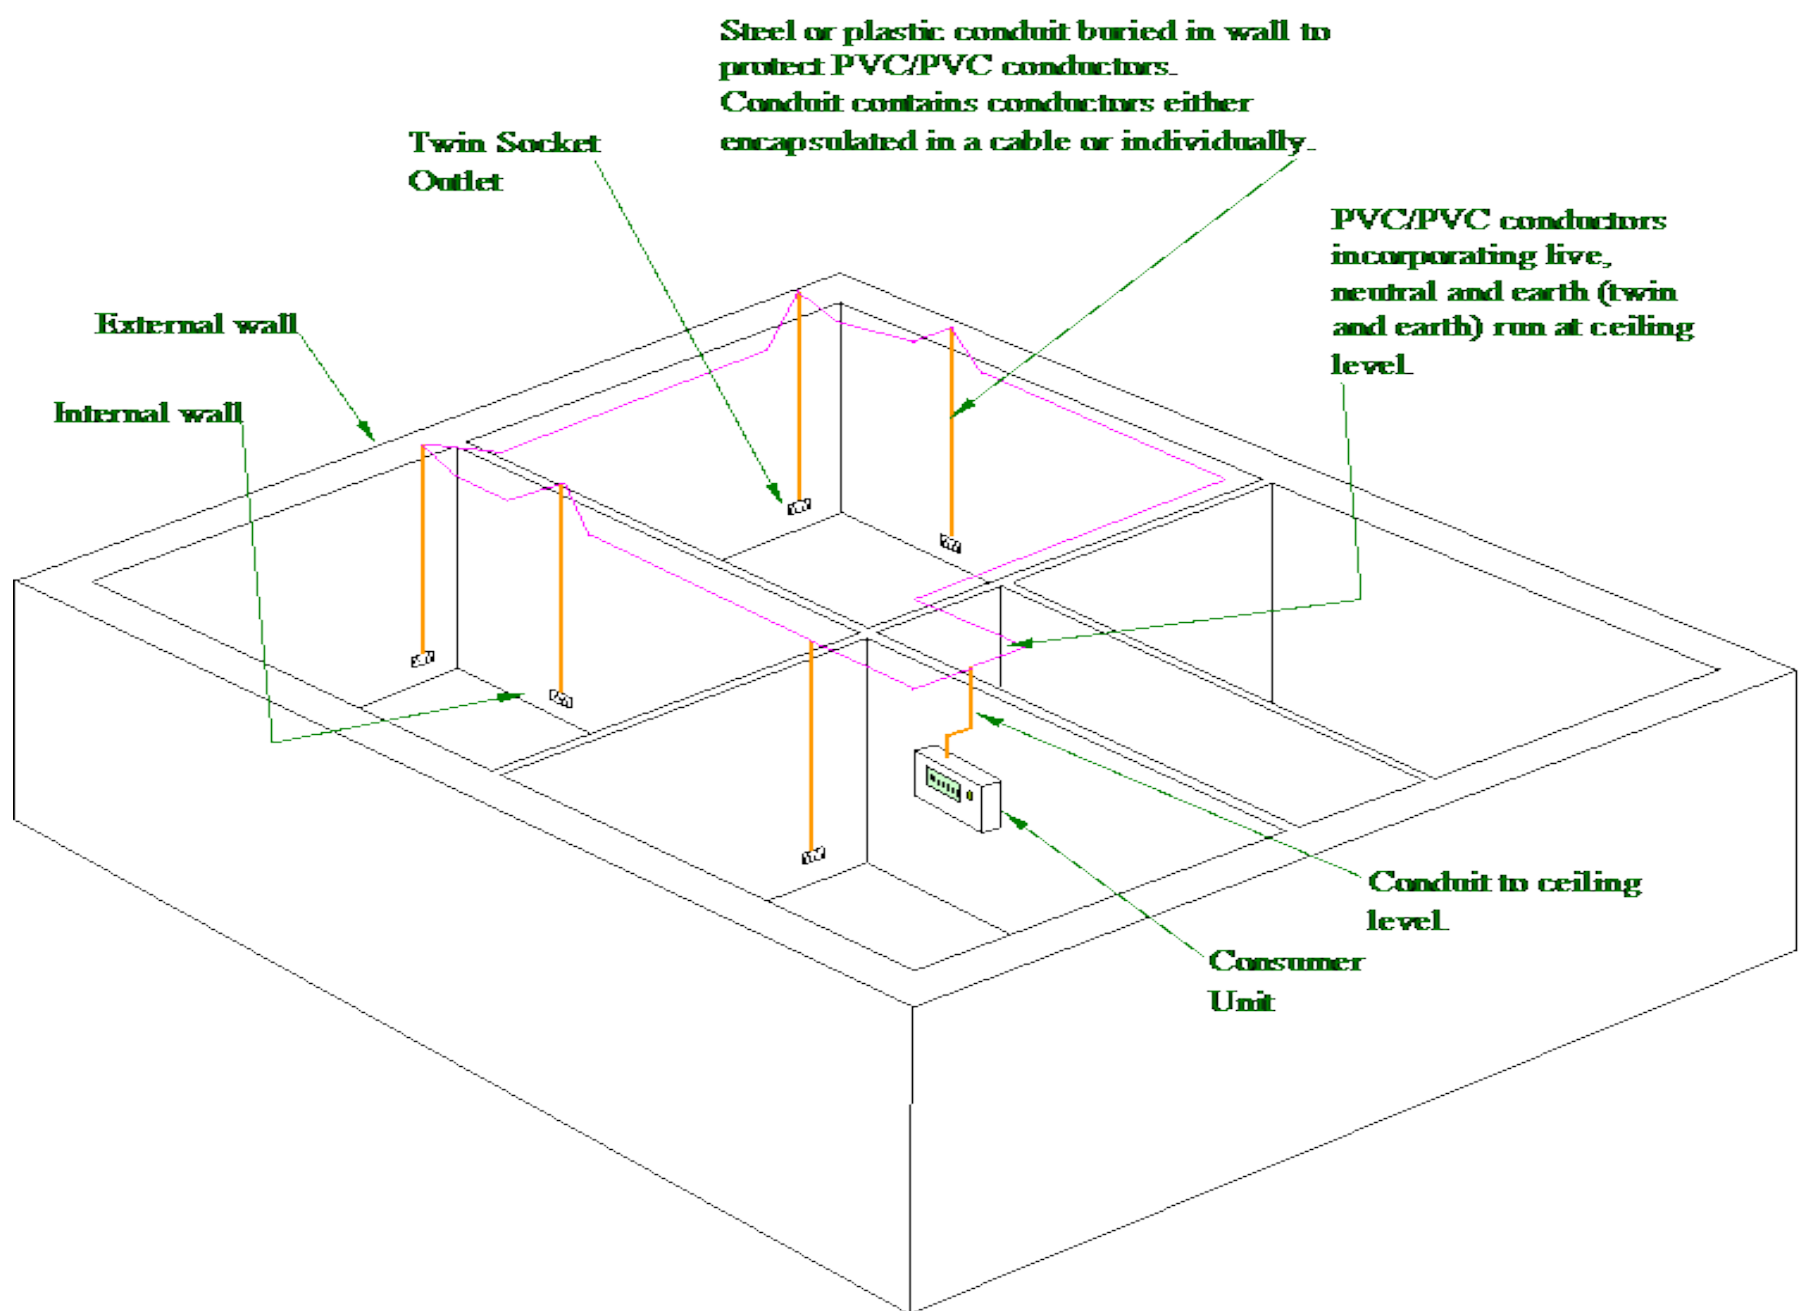 Steel or plastic conduit buried in wall to
protect PVC/PVC conductors.
Conduit contains conductors either
encapsulated in a cable or individually.
Twin Socket
Outlet
PVC/PVC conductors
incorporating live,
neutral and earth (twin
and earth) run at ceiling
level.
External wall
Internal wall
Conduit to ceiling
level.
Consumer
Unit